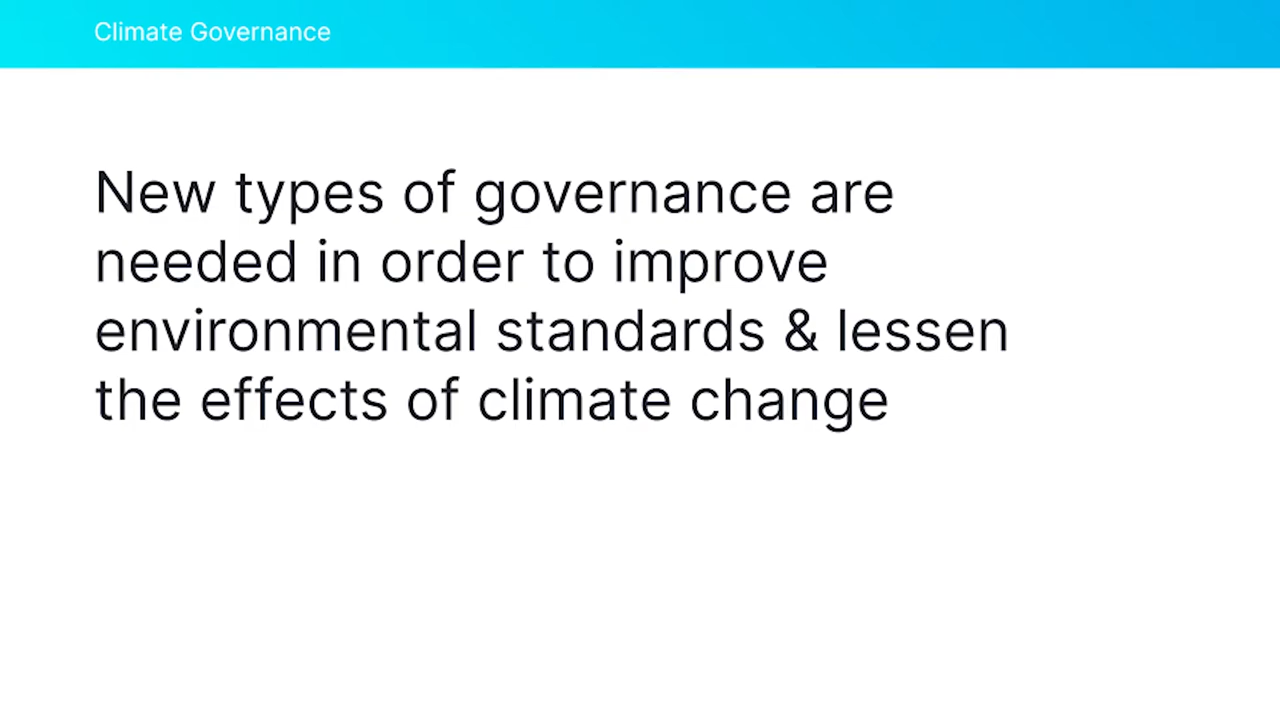 Climate Governance
New types of governance are
needed in order to improve
environmental standards & lessen
the effects of climate change